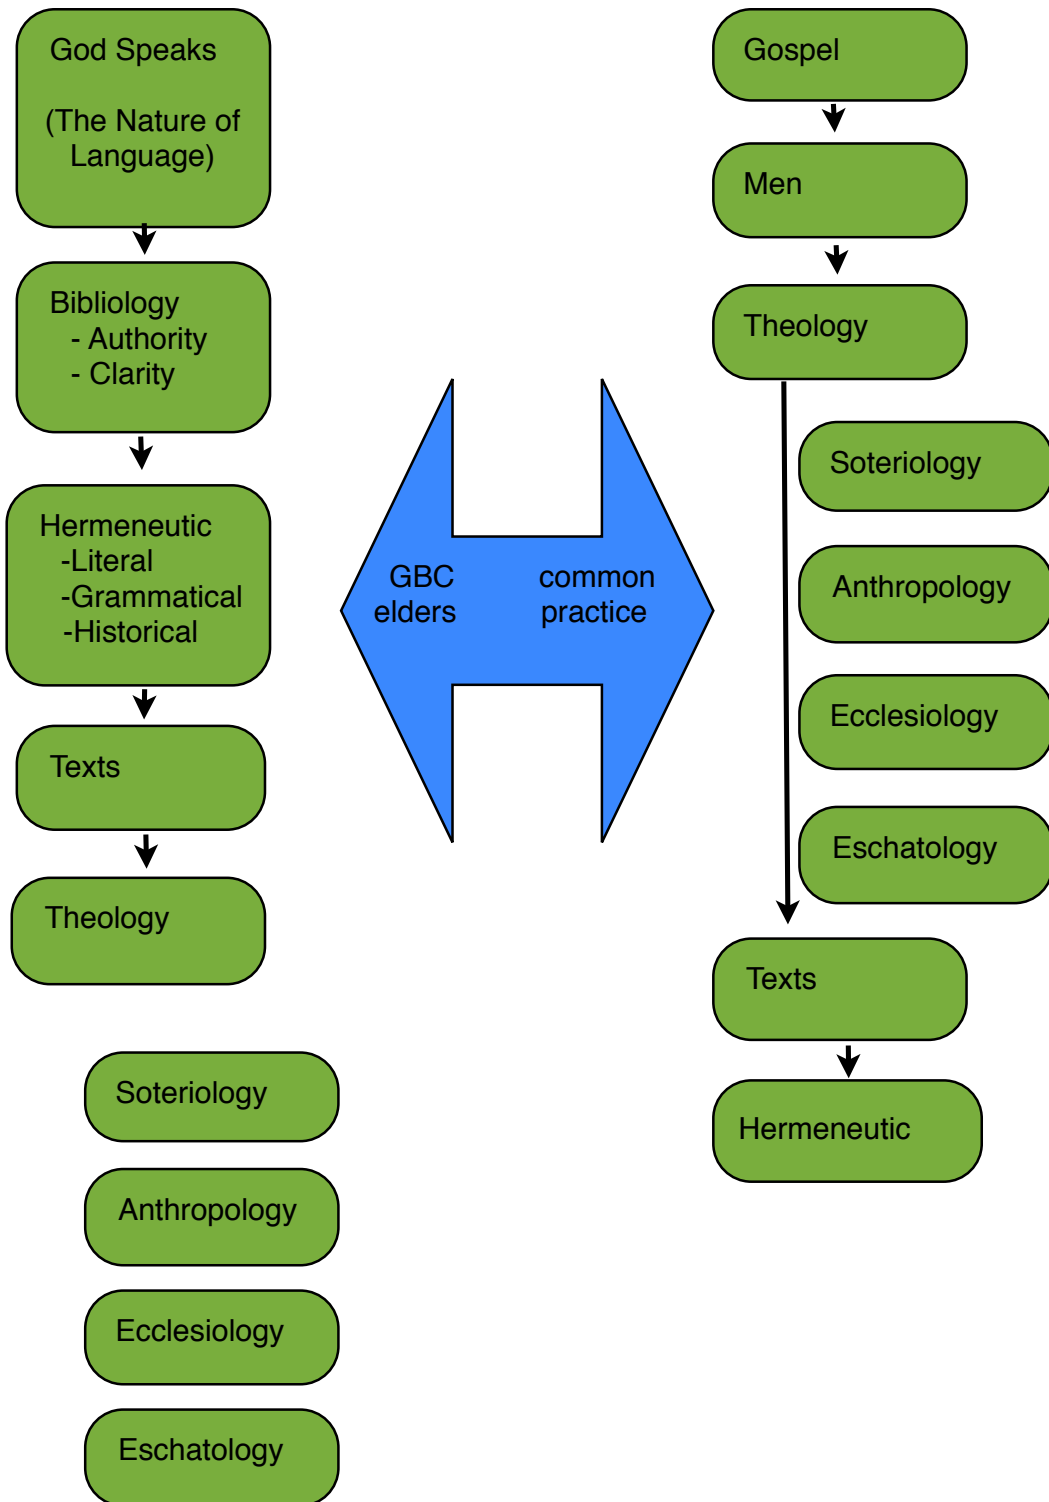 God Speaks
(The Nature of
Language)
Bibliology
- Authority
- Clarity
Hermeneutic
-Literal
-Grammatical
-Historical
Texts
Theology
Soteriology
Anthropology
Ecclesiology
Eschatology
GBC
elders
common
practice
Gospel
Men
Theology
Soteriology
Anthropology
Ecclesiology
Eschatology
Texts
Hermeneutic